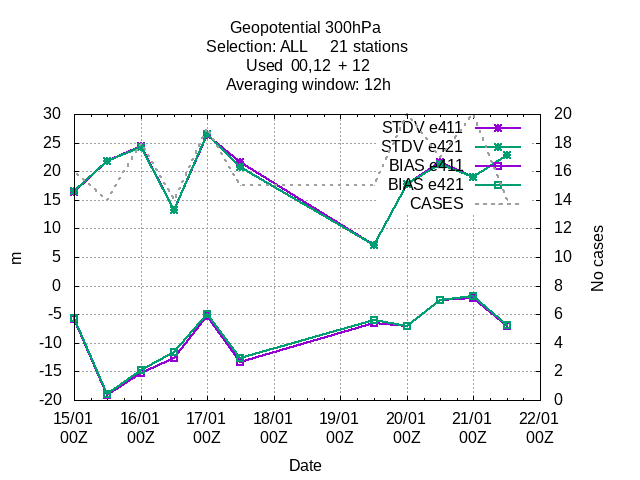 Geopotential 300hPa
Selection: ALL 21 stations
Used 00,12 + 12
Averaging window: 12h
STDV e411
STDV e421
BIAS e411
BIAS e421
CASES
30
25
20
15
10
5
0
-5
-10
-15
-20
m
20
18
16
14
12
10
8
6
4
2
0
No cases
15/01 16/01 17/01 18/01 19/01 20/01 21/01 22/01
00Z 00Z 00Z 00Z 00Z 00Z 00Z 00Z
Date